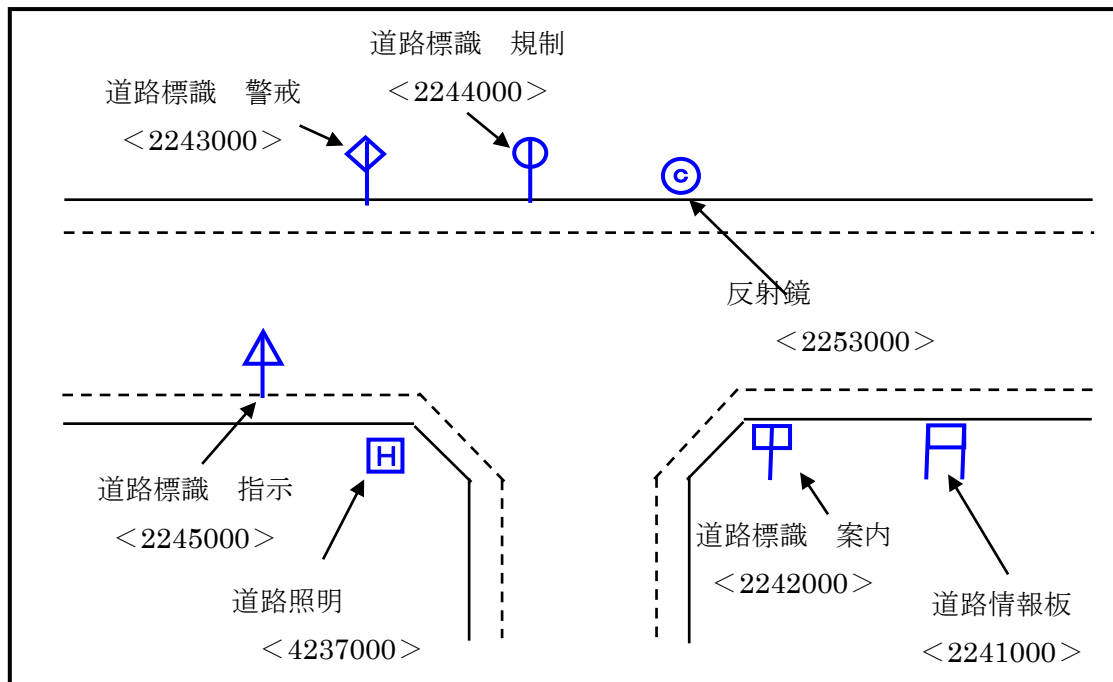 道路標識　規制
＜2244000＞
道路標識　警戒
＜2243000＞
C
反射鏡
＜2253000＞
道路標識　指示
＜2245000＞
H
道路照明
＜4237000＞
道路標識　案内
＜2242000＞
道路情報板
＜2241000＞